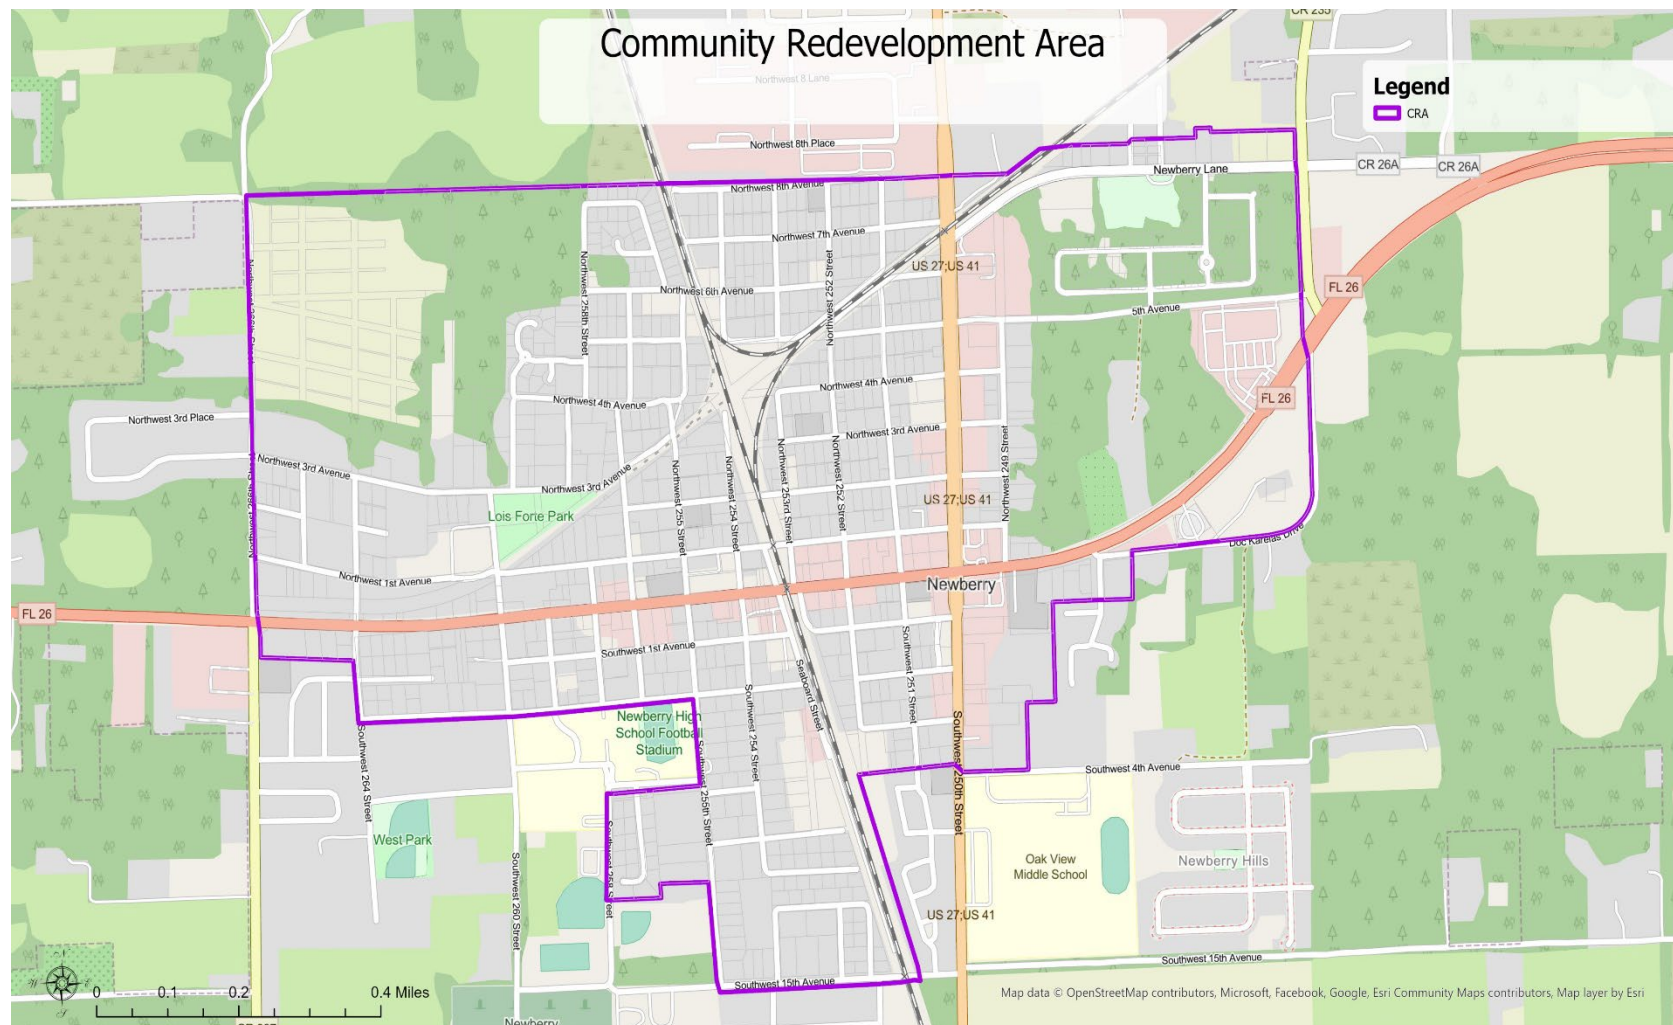 Community Redevelopment Area
CR 235
Legend
CRA
Northwest 8 Lane
Northwest 8th Place
Newberry Lane
CR 26A
CR 26A
Northwest 8th Avenue
Northwest 7th Avenue
US 27;US 41
Northwest 252 Street
Northwest 258th Street
Northwest 6th Avenue
5th Avenue
FL 26
Northwest 4th Avenue
Northwest 4th Avenue
FL 26
Northwest 3rd Place
Northwest 3rd Avenue
Northwest 3rd Avenue
Northwest 3rd Avenue
Northwest 249 Street
Northwest 255 Street
Northwest 254 Street
Northwest 253rd Street
Northwest 252 Street
US 27;US 41
Lois Forte Park
Doc Karelas Drive
Northwest 1st Avenue
Newberry
FL 26
Southwest 1st Avenue
Southwest 251 Street
Seaboard Street
Southwest 254 Street
Newberry High
School Football
Stadium
Southwest 264 Street
Southwest 256th Street
Southwest 250th Street
Southwest 4th Avenue
West Park
Southwest 258 Street
Southwest 260 Street
Oak View
Middle School
Newberry Hills
US 27;US 41
Southwest 15th Avenue
Southwest 15th Avenue
0 0.1 0.2 0.4 Miles
Map data © OpenStreetMap contributors, Microsoft, Facebook, Google, Esri Community Maps contributors, Map layer by Esri
Newberry